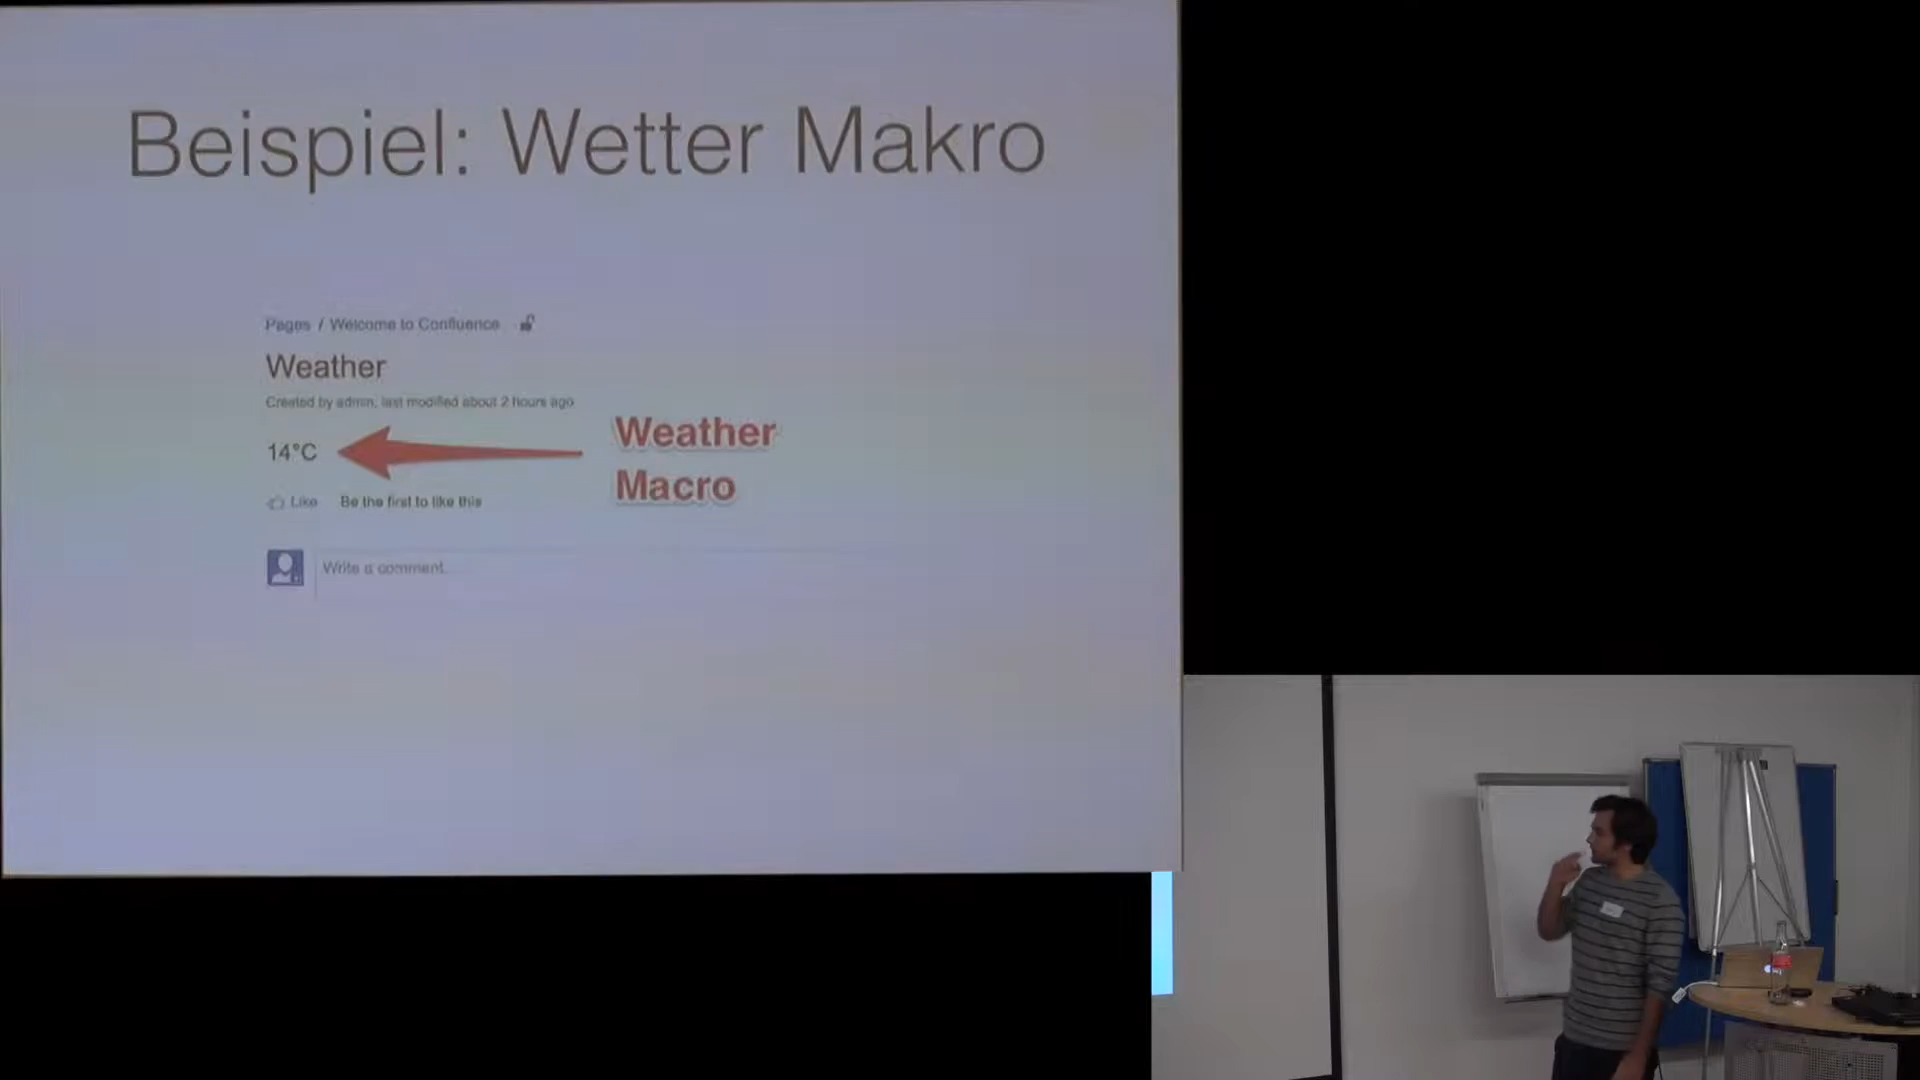 Beispiel: Wetter Makro
Pages / Welcome to Confluence
Weather
Created by admin, last modified about 2 hours ago
14°C
Weather
Macro
Like Be the first to like this
Write a comment...